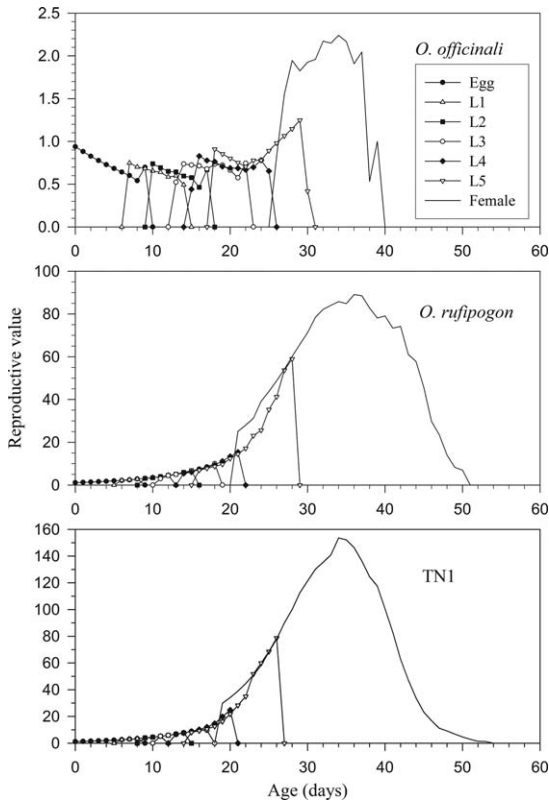 2.5
2.0
1.5
1.0
0.5
0.0
O. officinali
Egg
L1
L2
L3
L4
L5
Female
0 10 20 30 40 50 60
100
80
60
40
20
0
Reproductive value
O. rufipogon
0 10 20 30 40 50 60
160
140
120
100
80
60
40
20
0
TN1
0 10 20 30 40 50 60
Age (days)